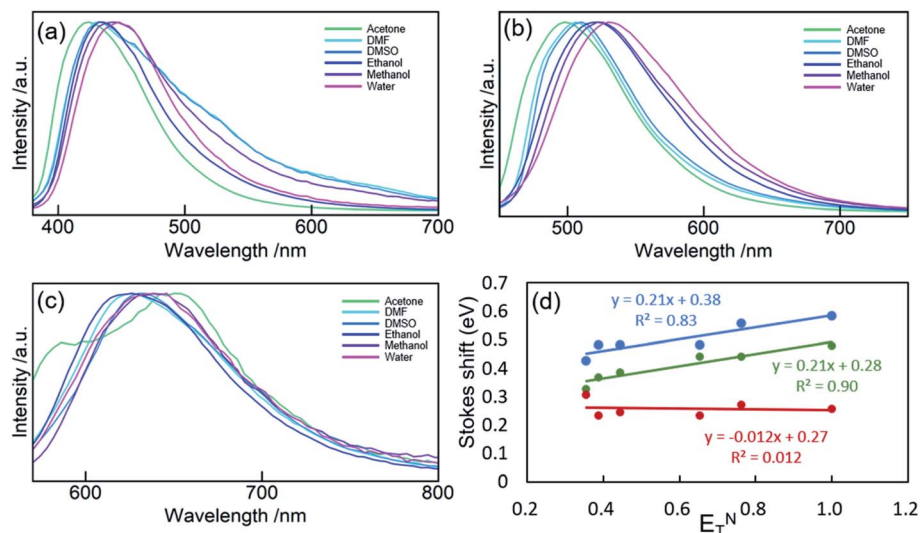 (a)
Acetone
DMF
DMSO
Ethanol
Methanol
Water
Intensity /a.u.
400 500 600 700
Wavelength /nm
(b)
Acetone
DMF
DMSO
Ethanol
Methanol
Water
Intensity /a.u.
500 600 700
Wavelength /nm
(c)
Acetone
DMF
DMSO
Ethanol
Methanol
Water
Intensity /a.u.
600 700 800
Wavelength /nm
(d)
Stokes shift (eV)
0.7
0.6
0.5
0.4
0.3
0.2
0.1
0
y = 0.21x + 0.38
R² = 0.83
y = 0.21x + 0.28
R² = 0.90
y = -0.012x + 0.27
R² = 0.012
0.2 0.4 0.6 0.8 1.0 1.2
E_T^N